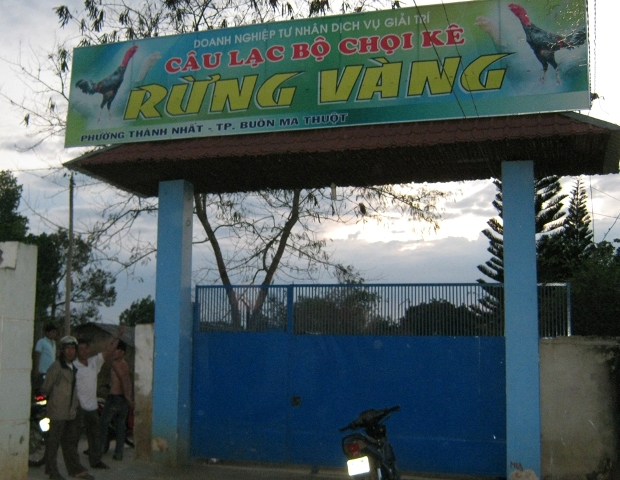 DOANH NGHIỆP TƯ NHÂN DỊCH VỤ GIẢI TRÍ
CÂU LẠC BỘ CHỌI KÊ
RỪNG VÀNG
PHƯỜNG THÀNH NHẤT - TP. BUÔN MA THUỘT